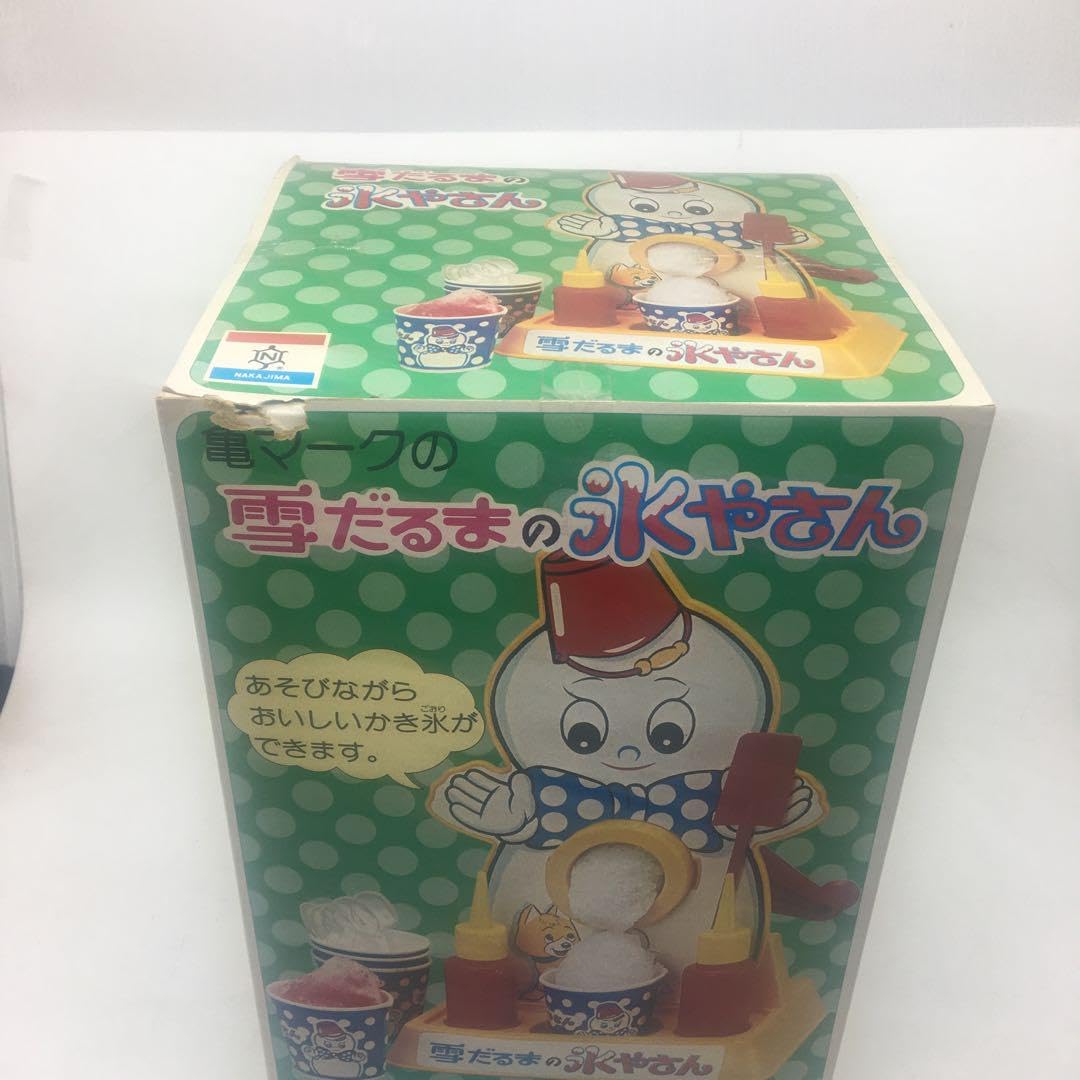 雪だるまの
氷やさん
雪だるまの氷やさん
NAKAJIMA
亀マークの
雪だるまの氷やさん
あそびながら
おいしいかき氷が
ごおり
できます。
雪だるまの氷やさん